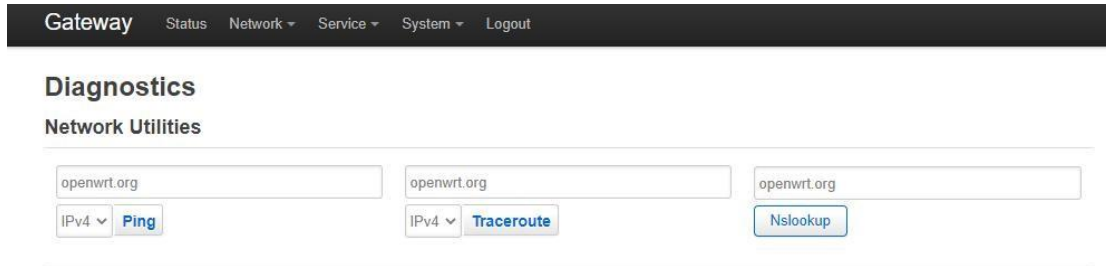 Gateway Status Network Service System Logout
Diagnostics
Network Utilities
openwrt.org openwrt.org openwrt.org
IPv4 Ping IPv4 Traceroute Nslookup